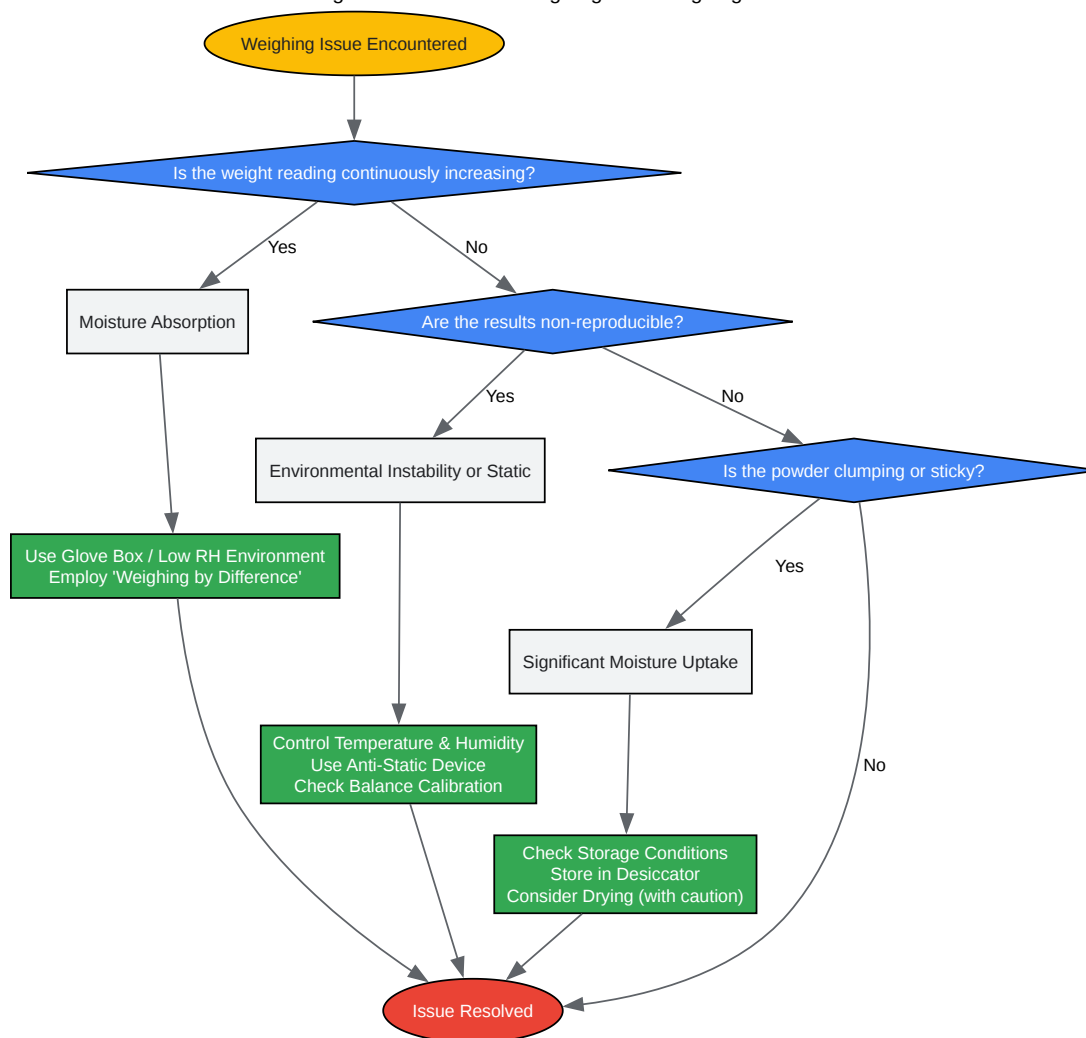 Weighing Issue Encountered
Is the weight reading continuously increasing?
Yes
No
Moisture Absorption
Are the results non-reproducible?
Yes
No
Environmental Instability or Static
Is the powder clumping or sticky?
Use Glove Box / Low RH Environment
Employ 'Weighing by Difference'
Yes
Significant Moisture Uptake
Control Temperature & Humidity
Use Anti-Static Device
Check Balance Calibration
No
Check Storage Conditions
Store in Desiccator
Consider Drying (with caution)
Issue Resolved